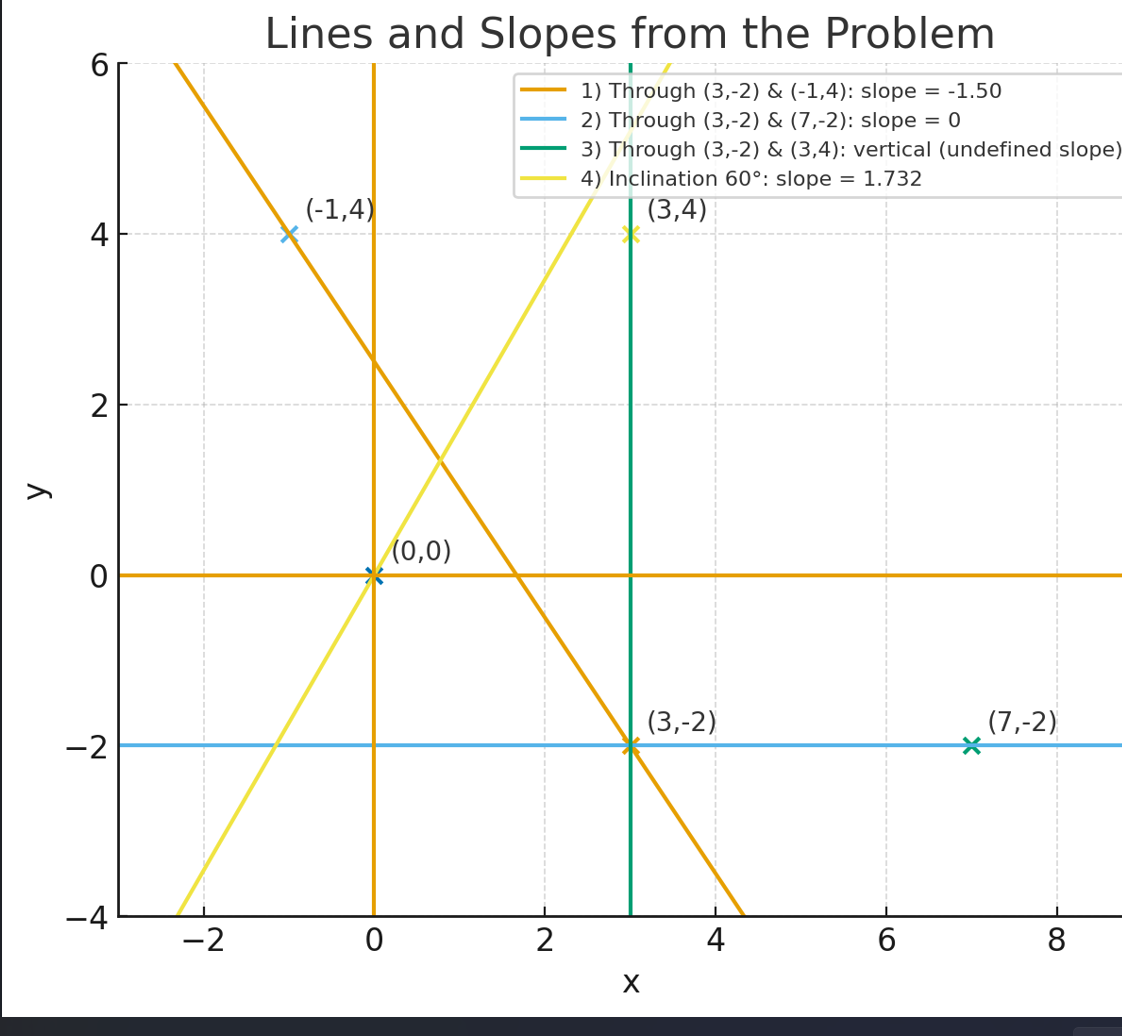 Lines and Slopes from the Problem
1) Through (3,-2) & (-1,4): slope = -1.50
2) Through (3,-2) & (7,-2): slope = 0
3) Through (3,-2) & (3,4): vertical (undefined slope)
4) Inclination 60°: slope = 1.732
6
(-1,4)
(3,4)
4
2
y
(0,0)
0
(3,-2)
(7,-2)
−2
−4
−2
0
2
4
6
8
x